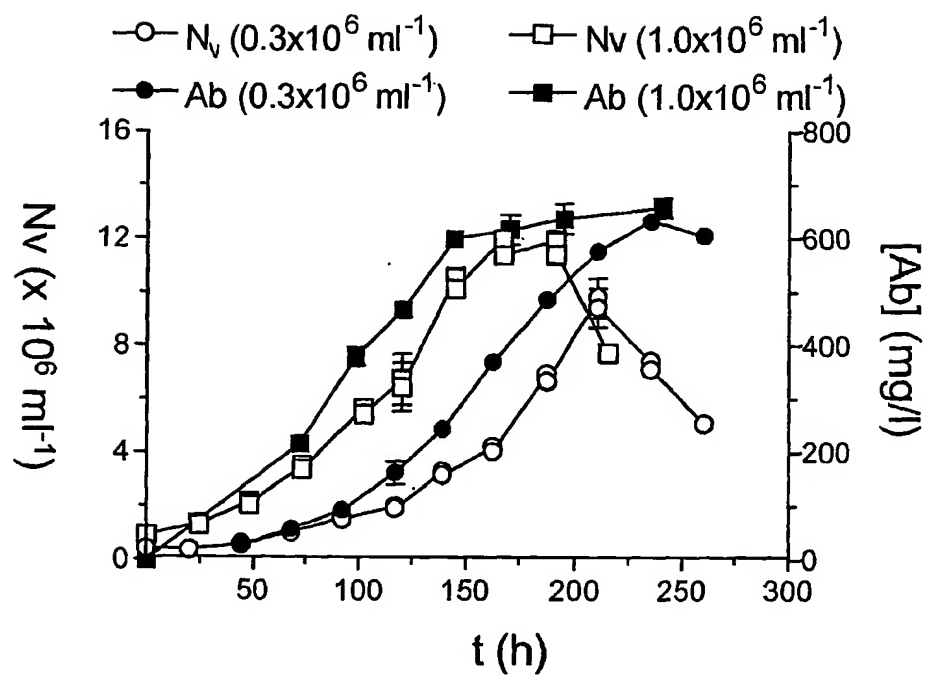 Nᵥ (0.3x10⁶ ml⁻¹) Nv (1.0x10⁶ ml⁻¹)
Ab (0.3x10⁶ ml⁻¹) Ab (1.0x10⁶ ml⁻¹)
16 800
12 600
8 400
4 200
0 0
Nv (x 10⁶ ml⁻¹)
[Ab] (mg/l)
50 100 150 200 250 300
t (h)